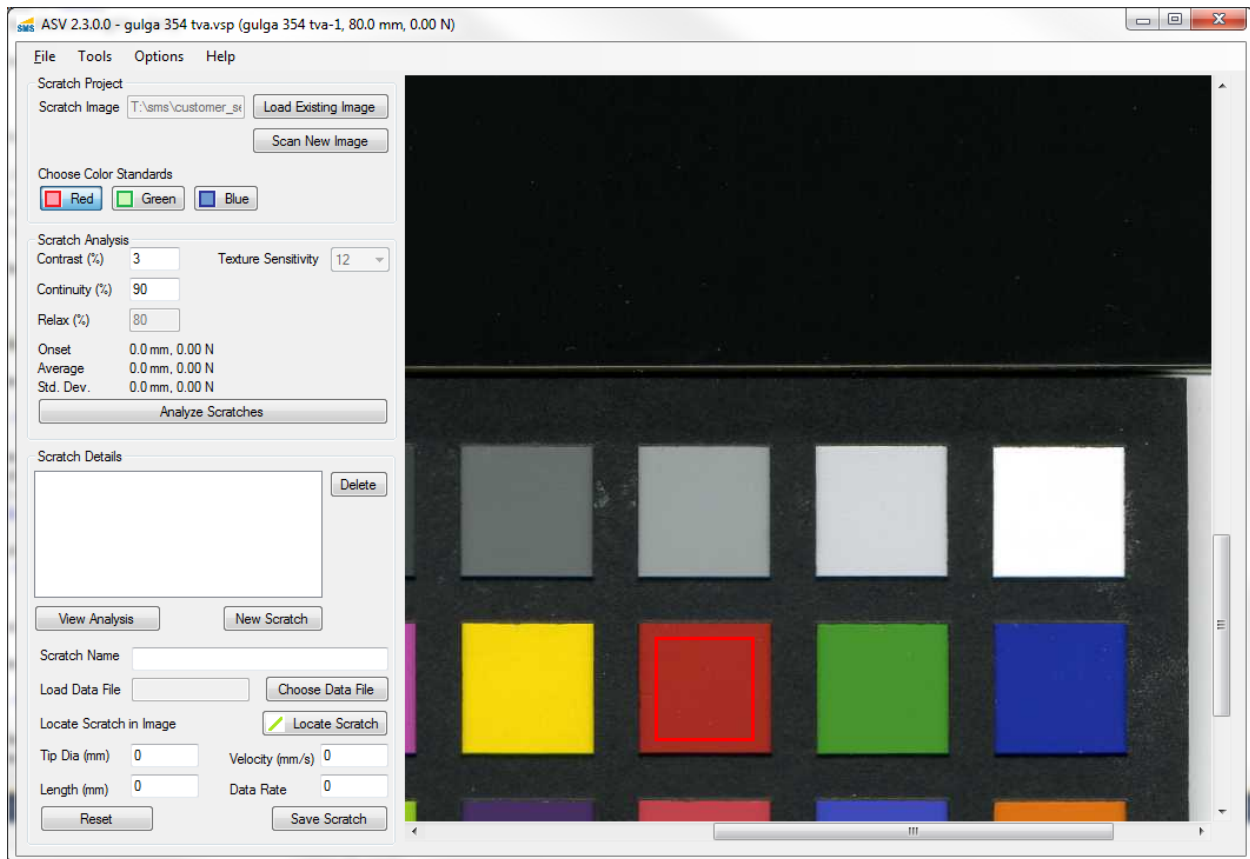 SMS ASV 2.3.0.0 - gulga 354 tva.vsp (gulga 354 tva-1, 80.0 mm, 0.00 N)
File Tools Options Help
Scratch Project
Scratch Image T:\sms\customer_se Load Existing Image
Scan New Image
Choose Color Standards
Red Green Blue
Scratch Analysis
Contrast (%) 3 Texture Sensitivity 12
Continuity (%) 90
Relax (%) 80
Onset 0.0 mm, 0.00 N
Average 0.0 mm, 0.00 N
Std. Dev. 0.0 mm, 0.00 N
Analyze Scratches
Scratch Details
Delete
View Analysis New Scratch
Scratch Name
Load Data File Choose Data File
Locate Scratch in Image Locate Scratch
Tip Dia (mm) 0 Velocity (mm/s) 0
Length (mm) 0 Data Rate 0
Reset Save Scratch